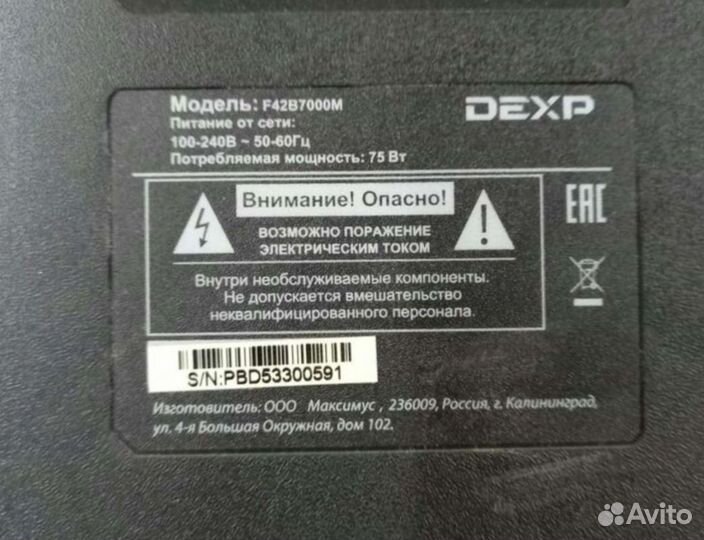 Модель: F42B7000M
DEXP
Питание от сети:
100-240В ~ 50-60Гц
Потребляемая мощность: 75 Вт
Внимание! Опасно!
ВОЗМОЖНО ПОРАЖЕНИЕ
ЭЛЕКТРИЧЕСКИМ ТОКОМ
EAC
Внутри необслуживаемые компоненты.
Не допускается вмешательство
неквалифицированного персонала.
S/N:PBD53300591
Изготовитель: ООО Максимус , 236009, Россия, г. Калининград,
ул. 4-я Большая Окружная, дом 102.
Avito